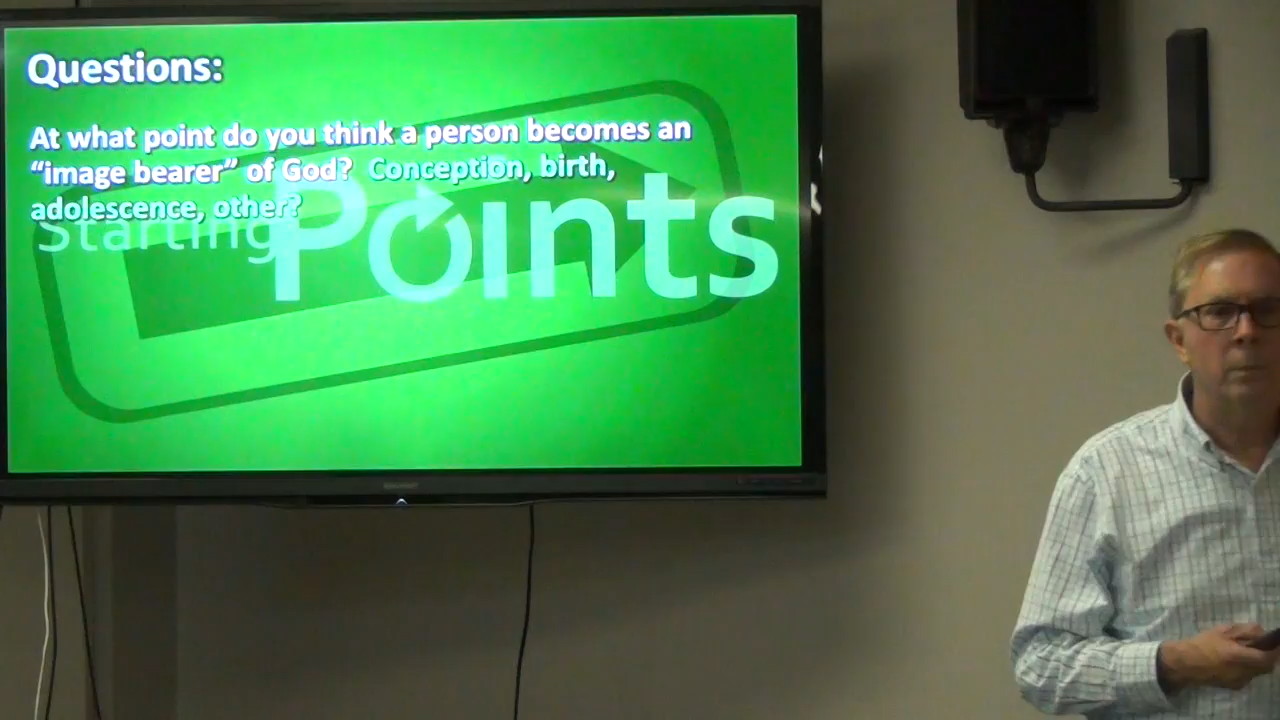 Questions:
At what point do you think a person becomes an
“image bearer” of God? Conception, birth,
adolescence, other?
Starting
Points